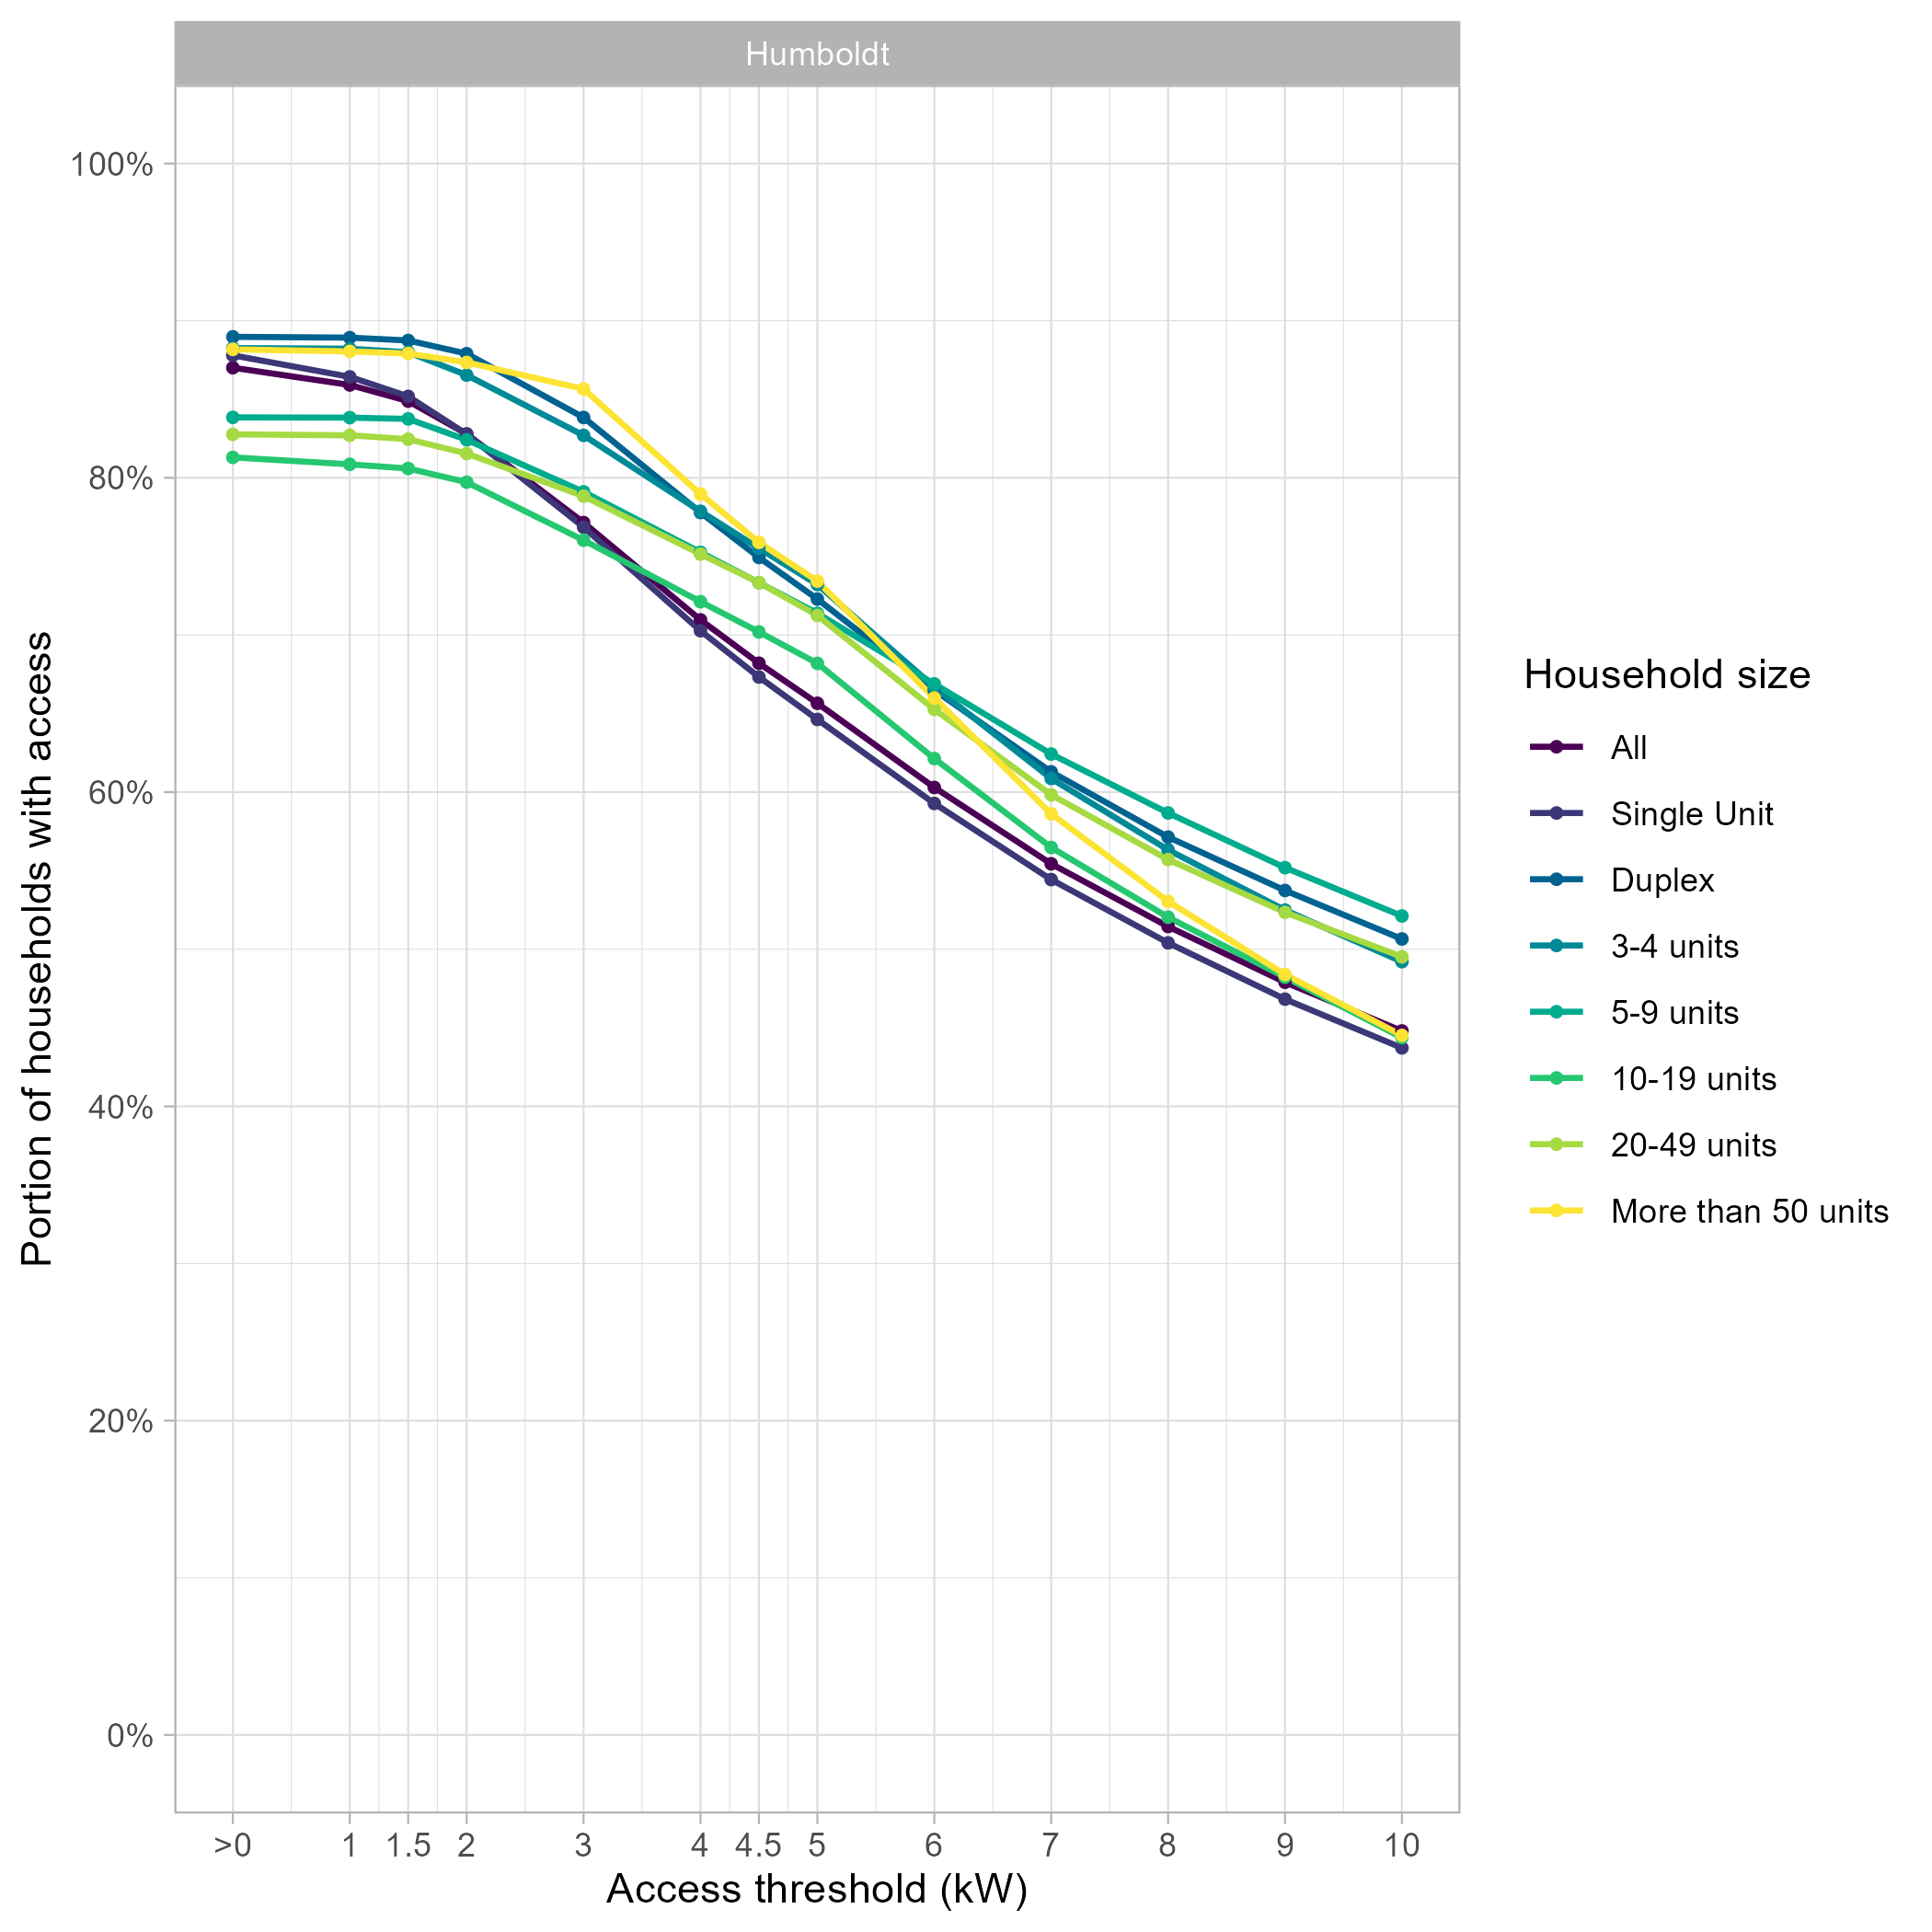 Humboldt
100%
80%
60%
40%
20%
0%
Portion of households with access
>0 1 1.5 2 3 4 4.5 5 6 7 8 9 10
Access threshold (kW)
Household size
All
Single Unit
Duplex
3-4 units
5-9 units
10-19 units
20-49 units
More than 50 units